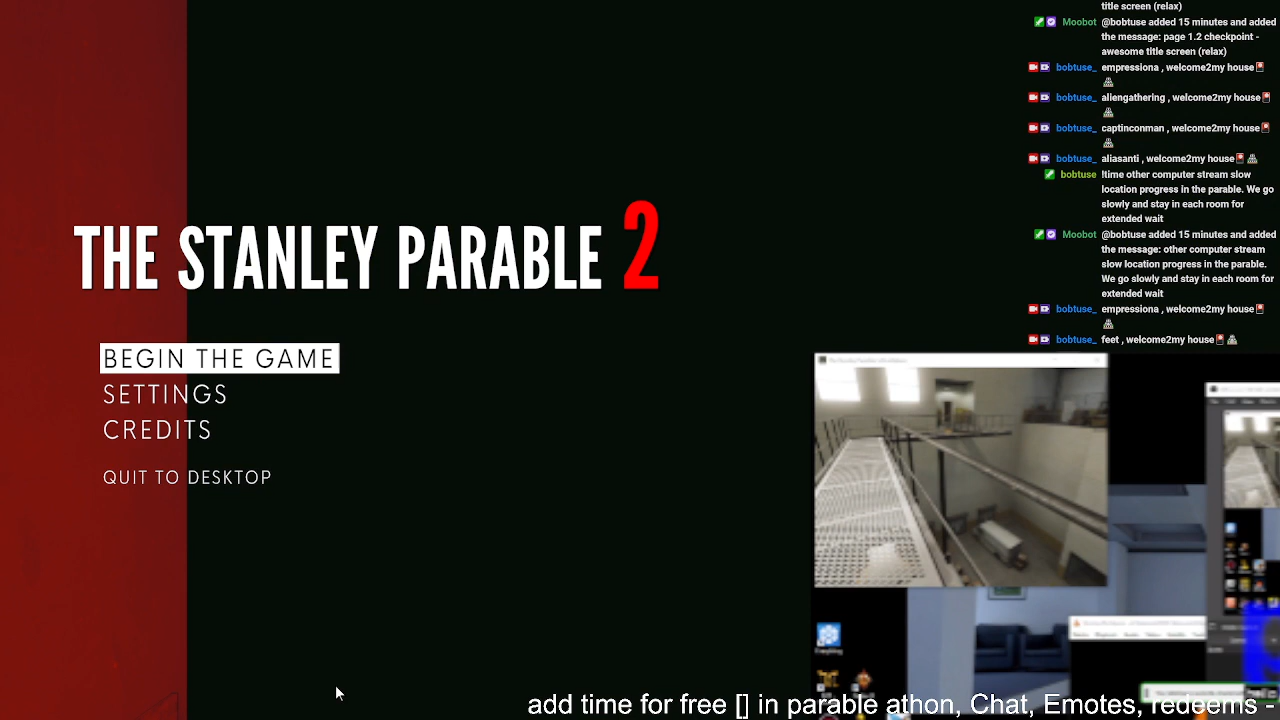 THE STANLEY PARABLE 2
BEGIN THE GAME
SETTINGS
CREDITS
QUIT TO DESKTOP
title screen (relax)
Moobot @bobtuse added 15 minutes and added
the message: page 1.2 checkpoint -
awesome title screen (relax)
bobtuse_ empressiona , welcome2my house
bobtuse_ aliengathering , welcome2my house
bobtuse_ captinconman , welcome2my house
bobtuse_ aliasanti , welcome2my house
bobtuse !time other computer stream slow
location progress in the parable. We go
slowly and stay in each room for
extended wait
Moobot @bobtuse added 15 minutes and added
the message: other computer stream
slow location progress in the parable.
We go slowly and stay in each room for
extended wait
bobtuse_ empressiona , welcome2my house
bobtuse_ feet , welcome2my house
add time for free [] in parable athon, Chat, Emotes, redeems -